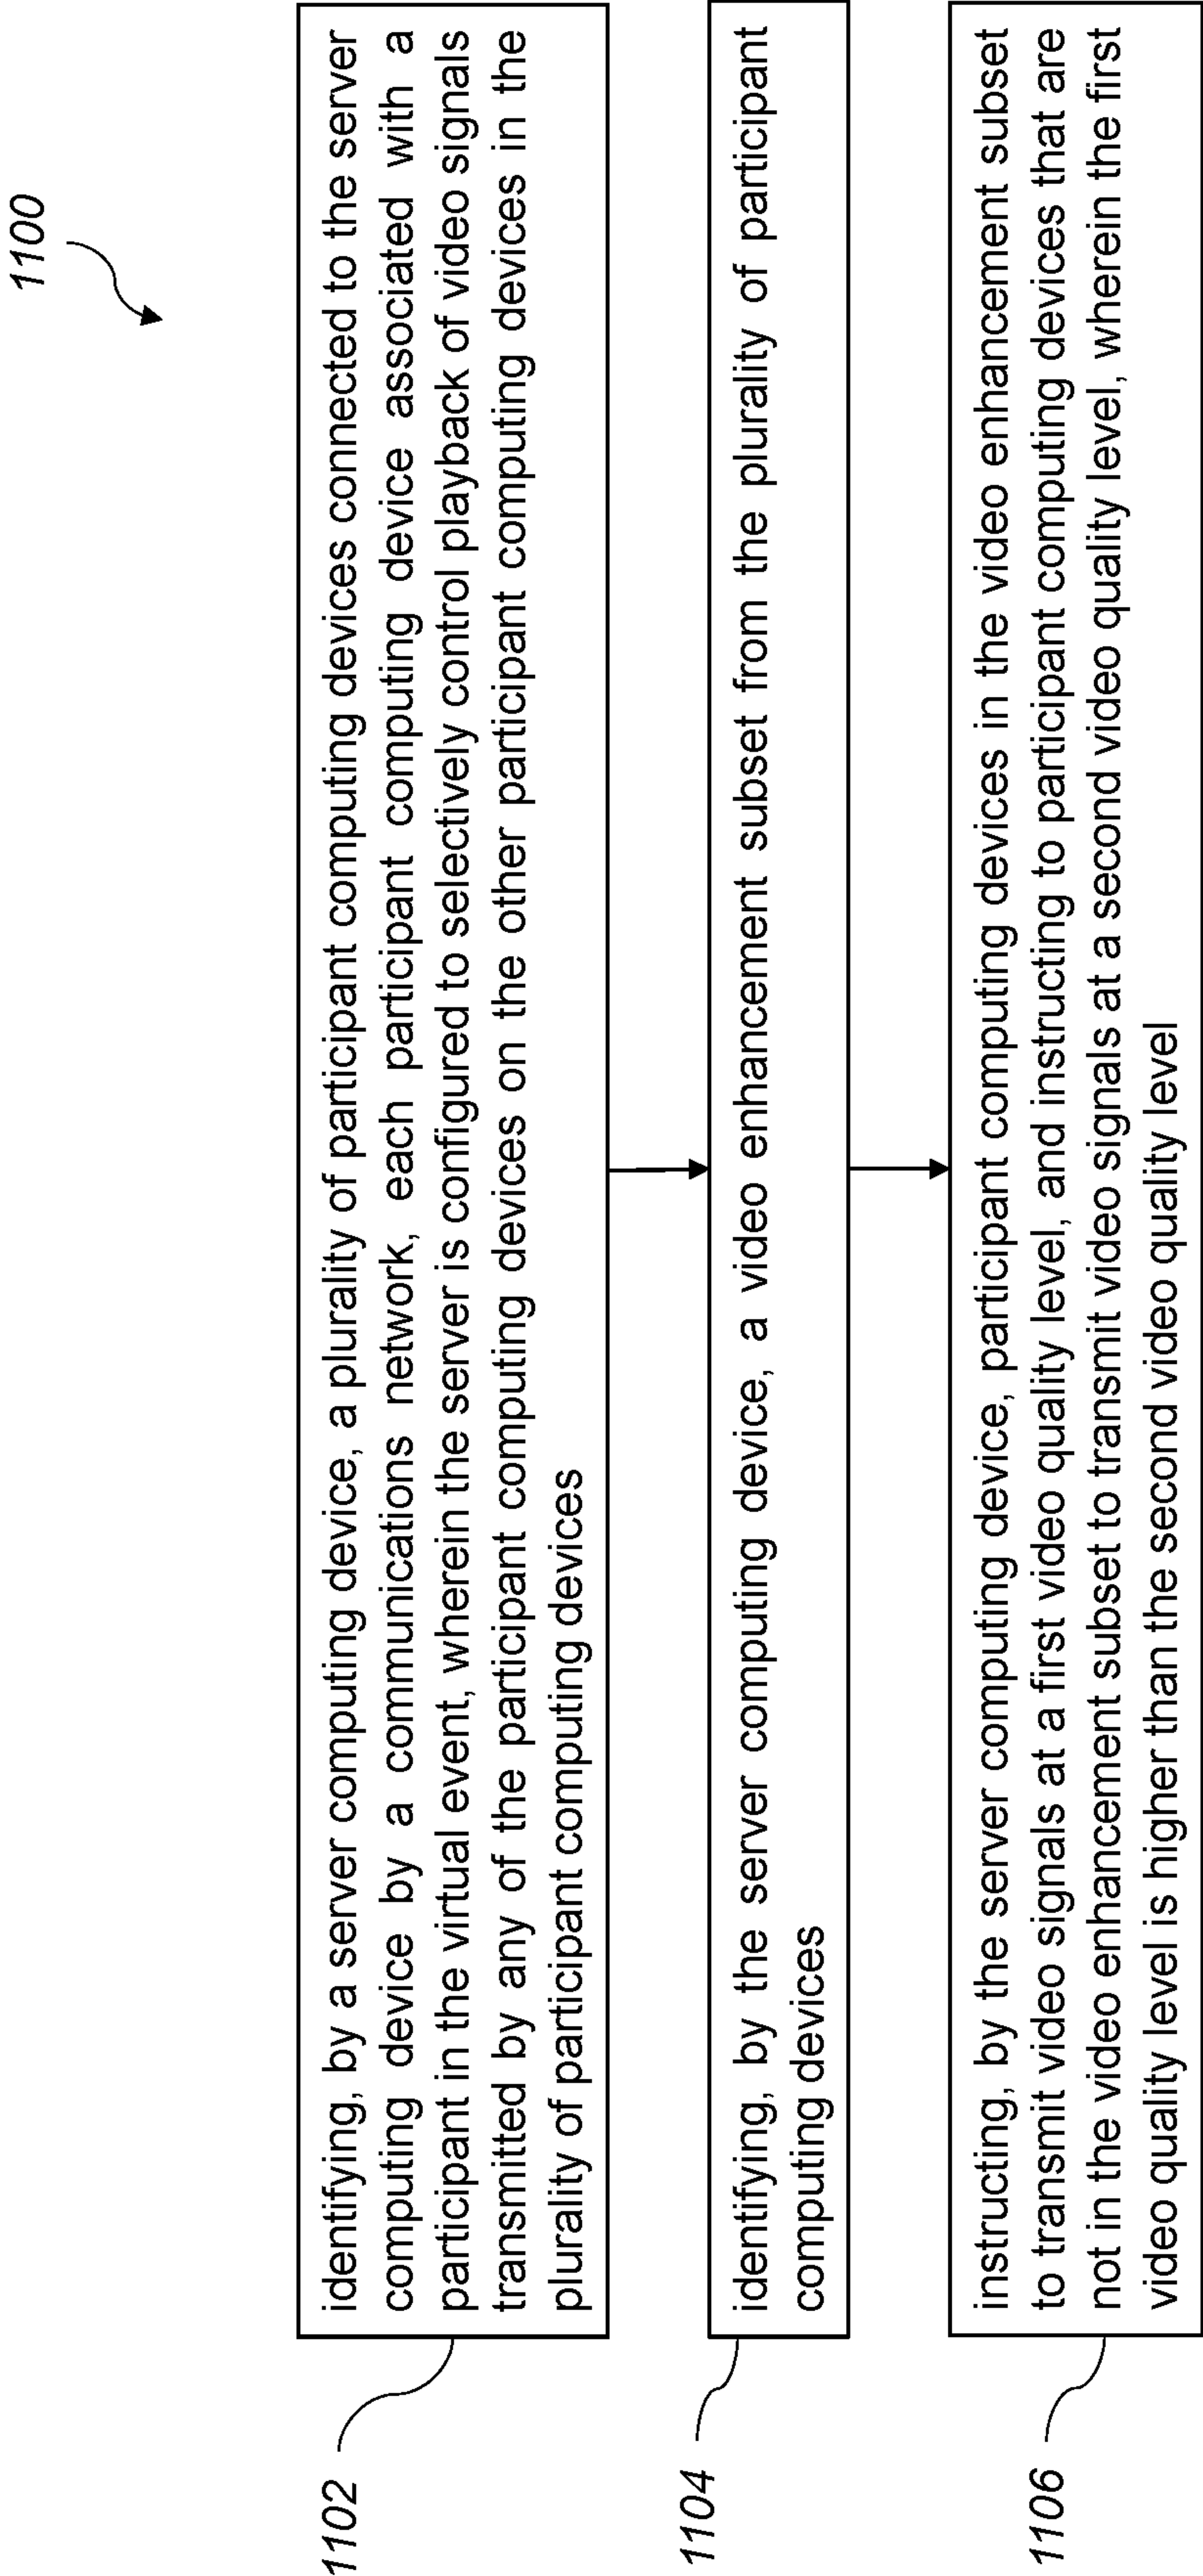 1100
1102
identifying, by a server computing device, a plurality of participant computing devices connected to the server
computing device by a communications network, each participant computing device associated with a
participant in the virtual event, wherein the server is configured to selectively control playback of video signals
transmitted by any of the participant computing devices on the other participant computing devices in the
plurality of participant computing devices
1104
identifying, by the server computing device, a video enhancement subset from the plurality of participant
computing devices
1106
instructing, by the server computing device, participant computing devices in the video enhancement subset
to transmit video signals at a first video quality level, and instructing to participant computing devices that are
not in the video enhancement subset to transmit video signals at a second video quality level, wherein the first
video quality level is higher than the second video quality level